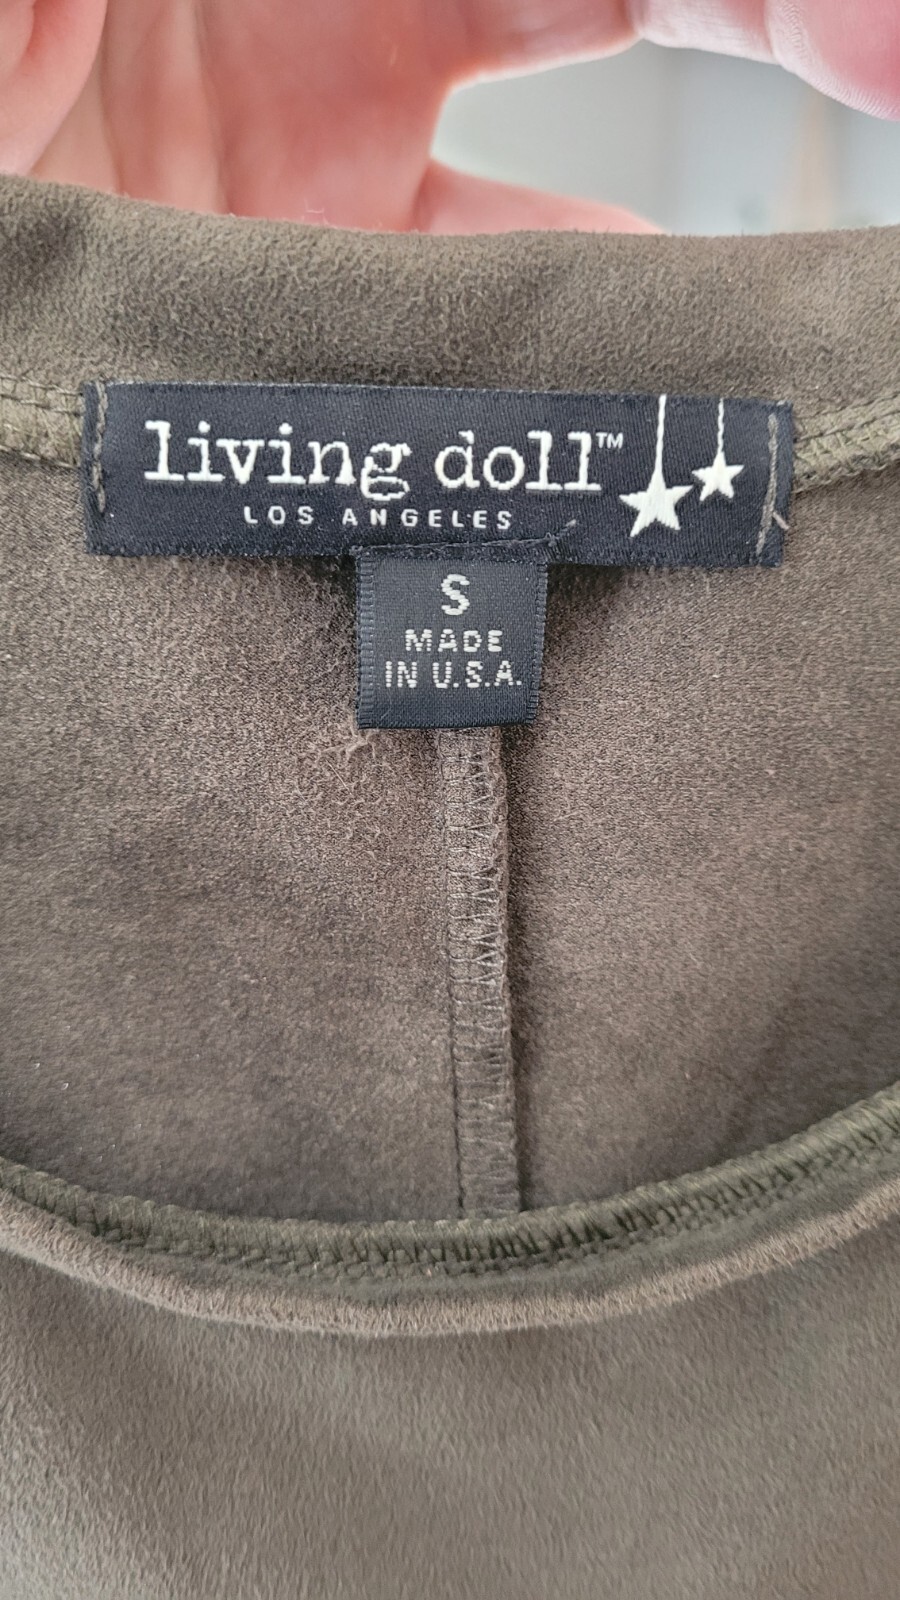 living doll™
LOS ANGELES
S
MADE
IN U.S.A.